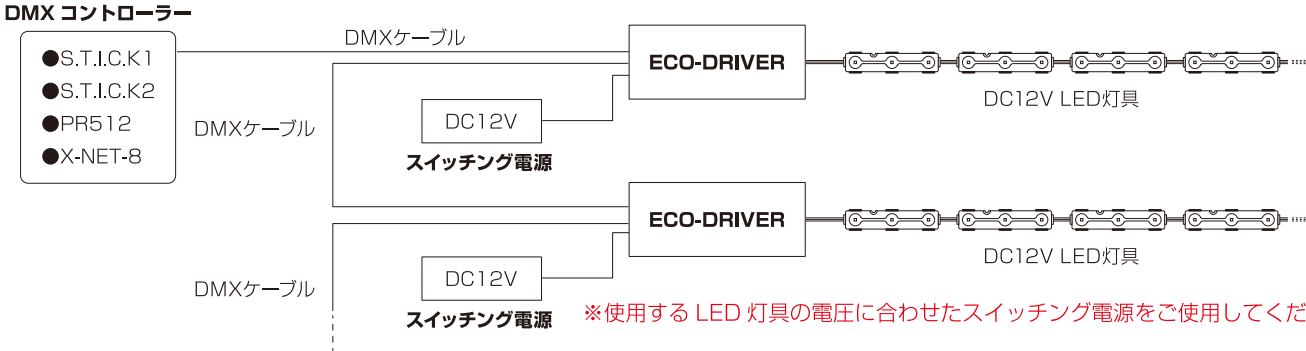 DMX コントローラー
●S.T.I.C.K1
●S.T.I.C.K2
●PR512
●X-NET-8
DMXケーブル
ECO-DRIVER
DC12V LED灯具
DMXケーブル
DC12V
スイッチング電源
ECO-DRIVER
DC12V LED灯具
DMXケーブル
DC12V
スイッチング電源
※使用する LED 灯具の電圧に合わせたスイッチング電源をご使用してくだ